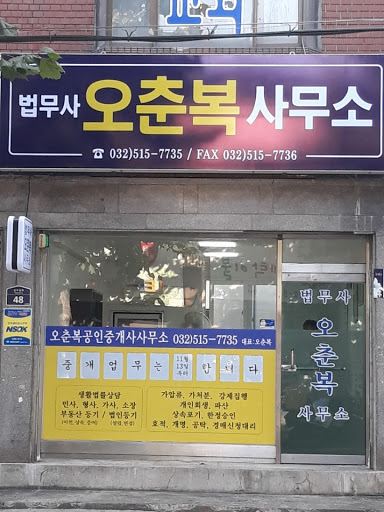 법무사 오춘복 사무소
☎ 032)515-7735 / FAX 032)515-7736
48
NSOK
오춘복공인중개사사무소 032)515-7735 대표:오춘복
중개업무는 11월 13일 부터 합니다
생활법률상담
민사, 형사, 가사, 소장
부동산 등기 / 법인등기
가압류, 가처분, 강제집행
개인회생, 파산
상속포기, 한정승인
호적, 개명, 공탁, 경매신청대리
법무사
오춘복
사무소